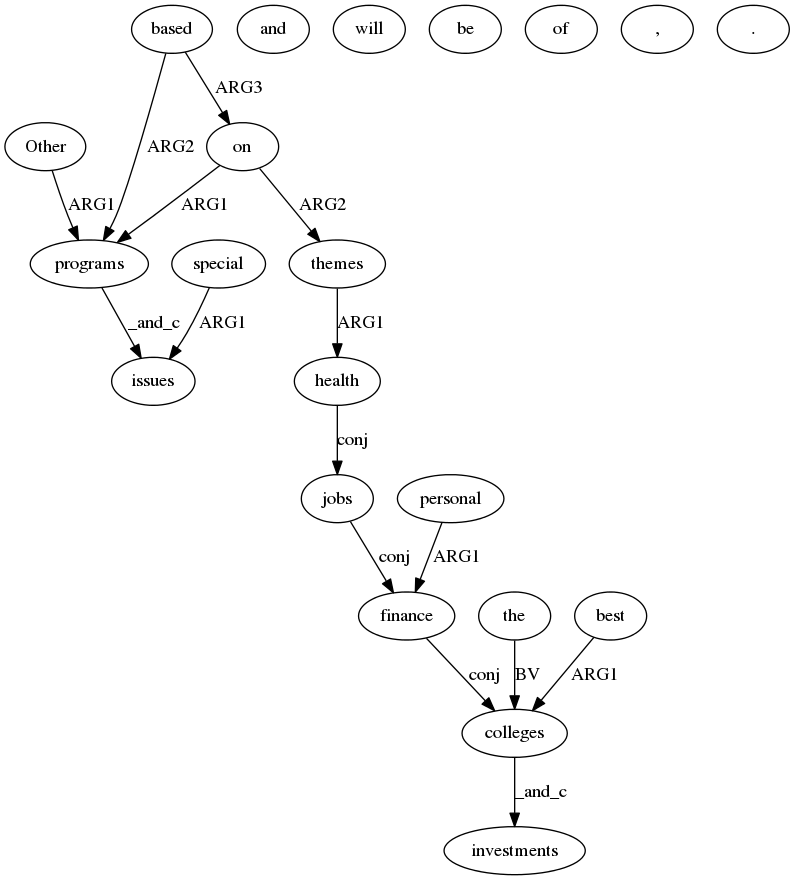 based and will be of , .
ARG3
Other ARG2 on
ARG1 ARG1 ARG2
programs special themes
_and_c ARG1 ARG1
issues health
conj
jobs personal
conj ARG1
finance the best
conj BV ARG1
colleges
_and_c
investments